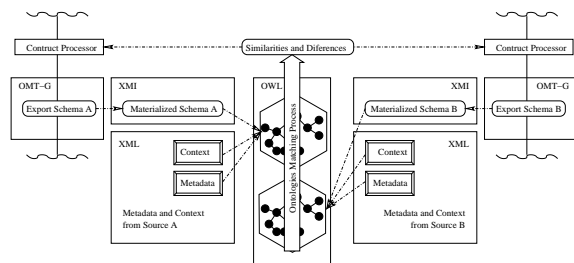 Contruct Processor
Similarities and Diferences
Contruct Processor
OMT−G
XMI
OWL
XMI
OMT−G
Export Schema A
Materialized Schema A
Materialized Schema B
Export Schema B
XML
XML
Context
Metadata
Ontologies Matching Process
Context
Metadata
Metadata and Context
from Source A
Metadata and Context
from Source B